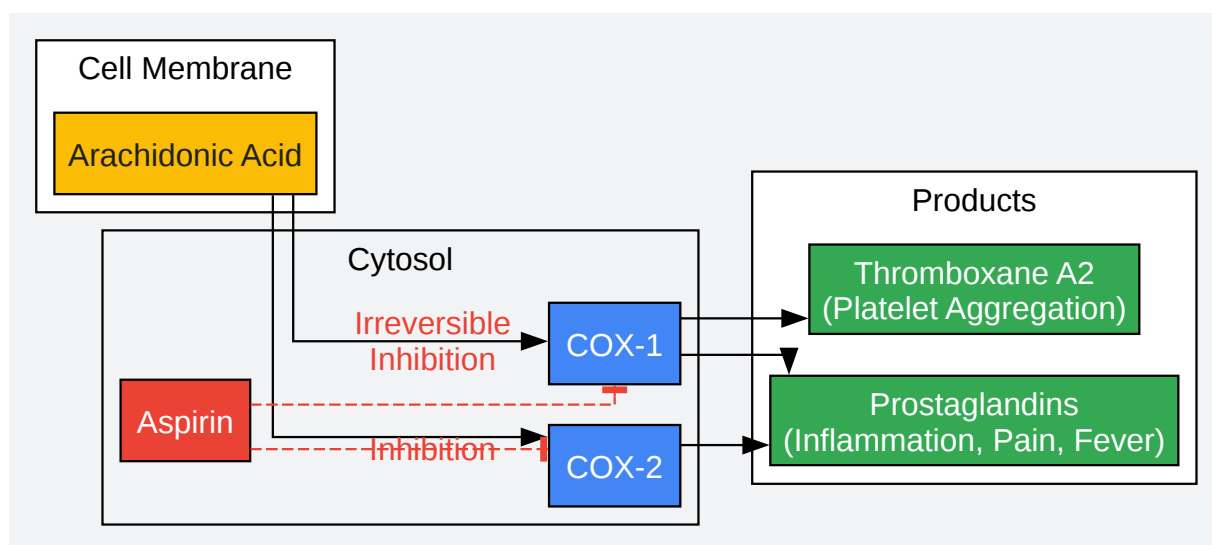 Cell Membrane
Arachidonic Acid
Products
Cytosol
Thromboxane A2
(Platelet Aggregation)
Irreversible
Inhibition
COX-1
Aspirin
Prostaglandins
(Inflammation, Pain, Fever)
Inhibition
COX-2